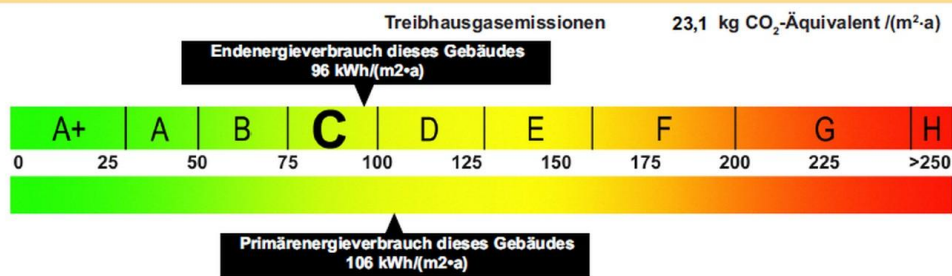 Treibhausgasemissionen 23,1 kg CO₂-Äquivalent /(m²·a)
Endenergieverbrauch dieses Gebäudes
96 kWh/(m2•a)
A+ A B C D E F G H
0 25 50 75 100 125 150 175 200 225 >250
Primärenergieverbrauch dieses Gebäudes
106 kWh/(m2•a)